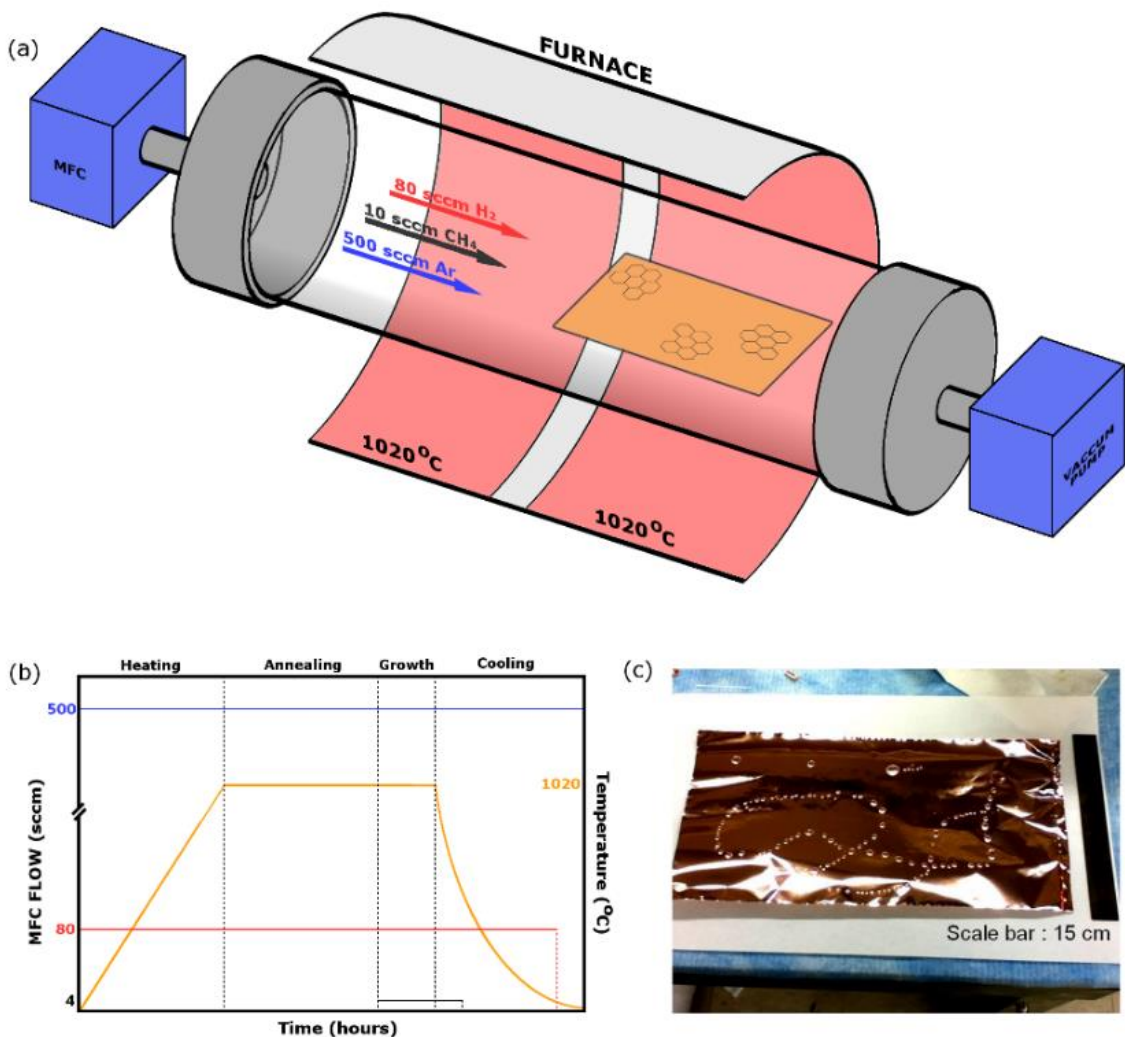 (a)
FURNACE
MFC
80 sccm H₂
10 sccm CH₄
500 sccm Ar
1020°C
1020°C
VACCUM
PUMP
(b)
Heating Annealing Growth Cooling
500
1020
80
4
MFC FLOW (sccm)
Temperature (°C)
Time (hours)
(c)
Scale bar : 15 cm